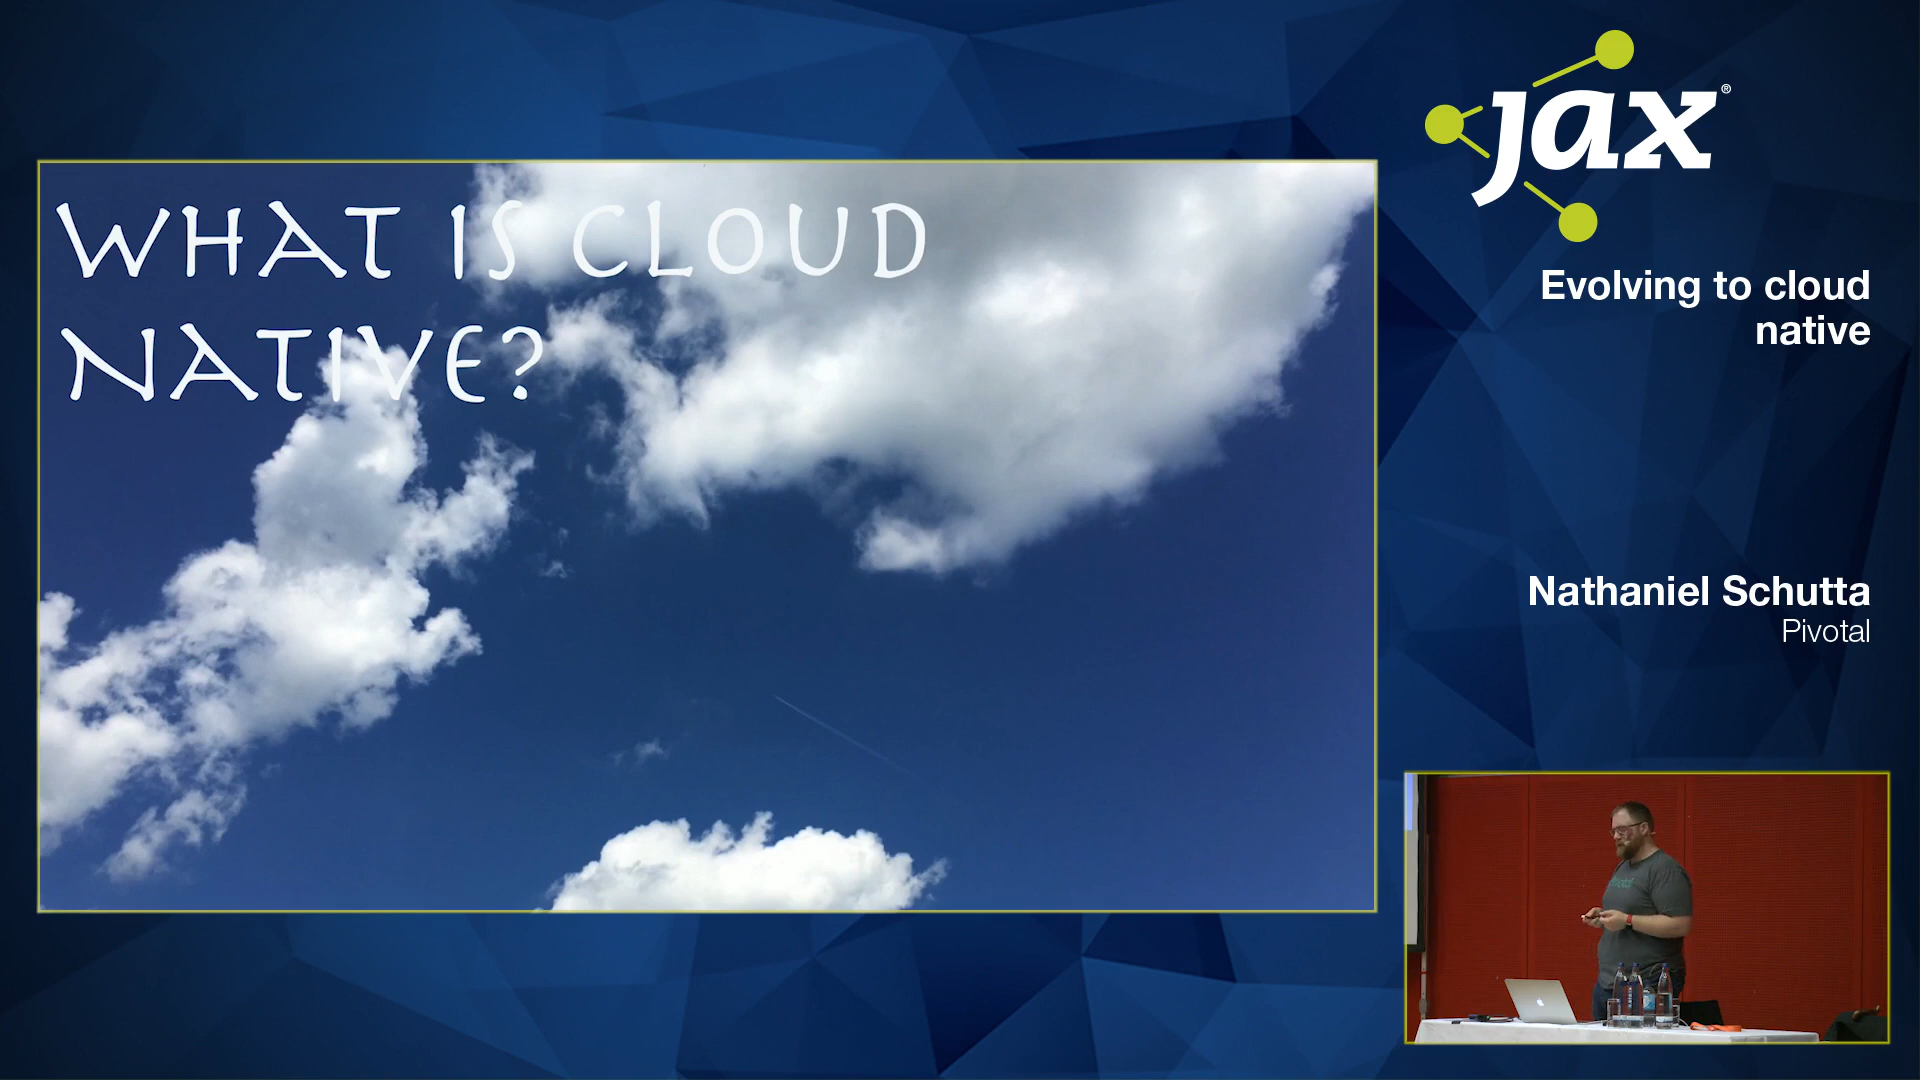 WHAT IS CLOUD
NATIVE?
jax®
Evolving to cloud
native
Nathaniel Schutta
Pivotal